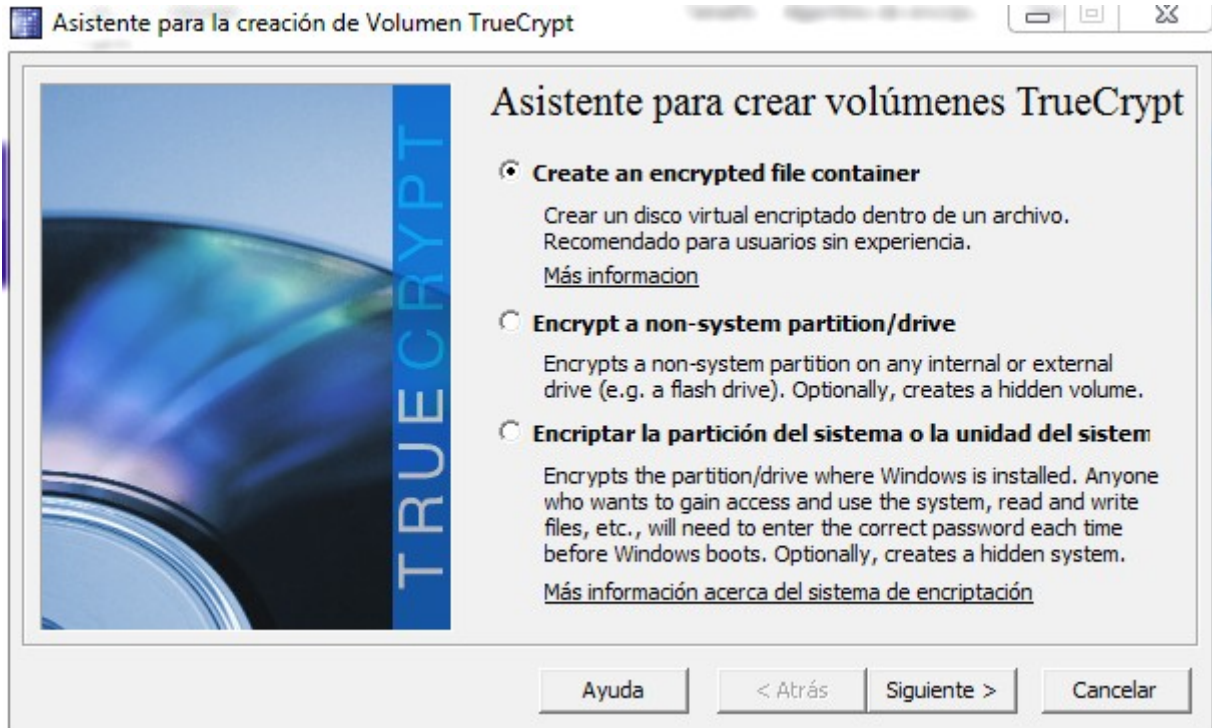 Asistente para la creación de Volumen TrueCrypt
TRUECRYPT
Asistente para crear volúmenes TrueCrypt
Create an encrypted file container
Crear un disco virtual encriptado dentro de un archivo.
Recomendado para usuarios sin experiencia.
Más informacion
Encrypt a non-system partition/drive
Encrypts a non-system partition on any internal or external
drive (e.g. a flash drive). Optionally, creates a hidden volume.
Encriptar la partición del sistema o la unidad del sistem
Encrypts the partition/drive where Windows is installed. Anyone
who wants to gain access and use the system, read and write
files, etc., will need to enter the correct password each time
before Windows boots. Optionally, creates a hidden system.
Más información acerca del sistema de encriptación
Ayuda < Atrás Siguiente > Cancelar